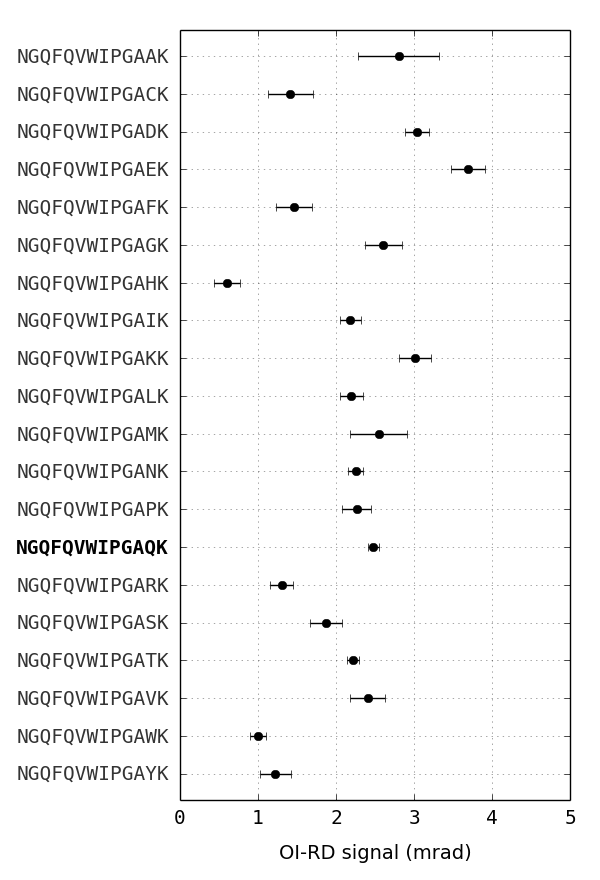 NGQFQVWIPGAAK
NGQFQVWIPGACK
NGQFQVWIPGADK
NGQFQVWIPGAEK
NGQFQVWIPGAFK
NGQFQVWIPGAGK
NGQFQVWIPGAHK
NGQFQVWIPGAIK
NGQFQVWIPGAKK
NGQFQVWIPGALK
NGQFQVWIPGAMK
NGQFQVWIPGANK
NGQFQVWIPGAPK
NGQFQVWIPGAQK
NGQFQVWIPGARK
NGQFQVWIPGASK
NGQFQVWIPGATK
NGQFQVWIPGAVK
NGQFQVWIPGAWK
NGQFQVWIPGAYK
0 1 2 3 4 5
OI-RD signal (mrad)